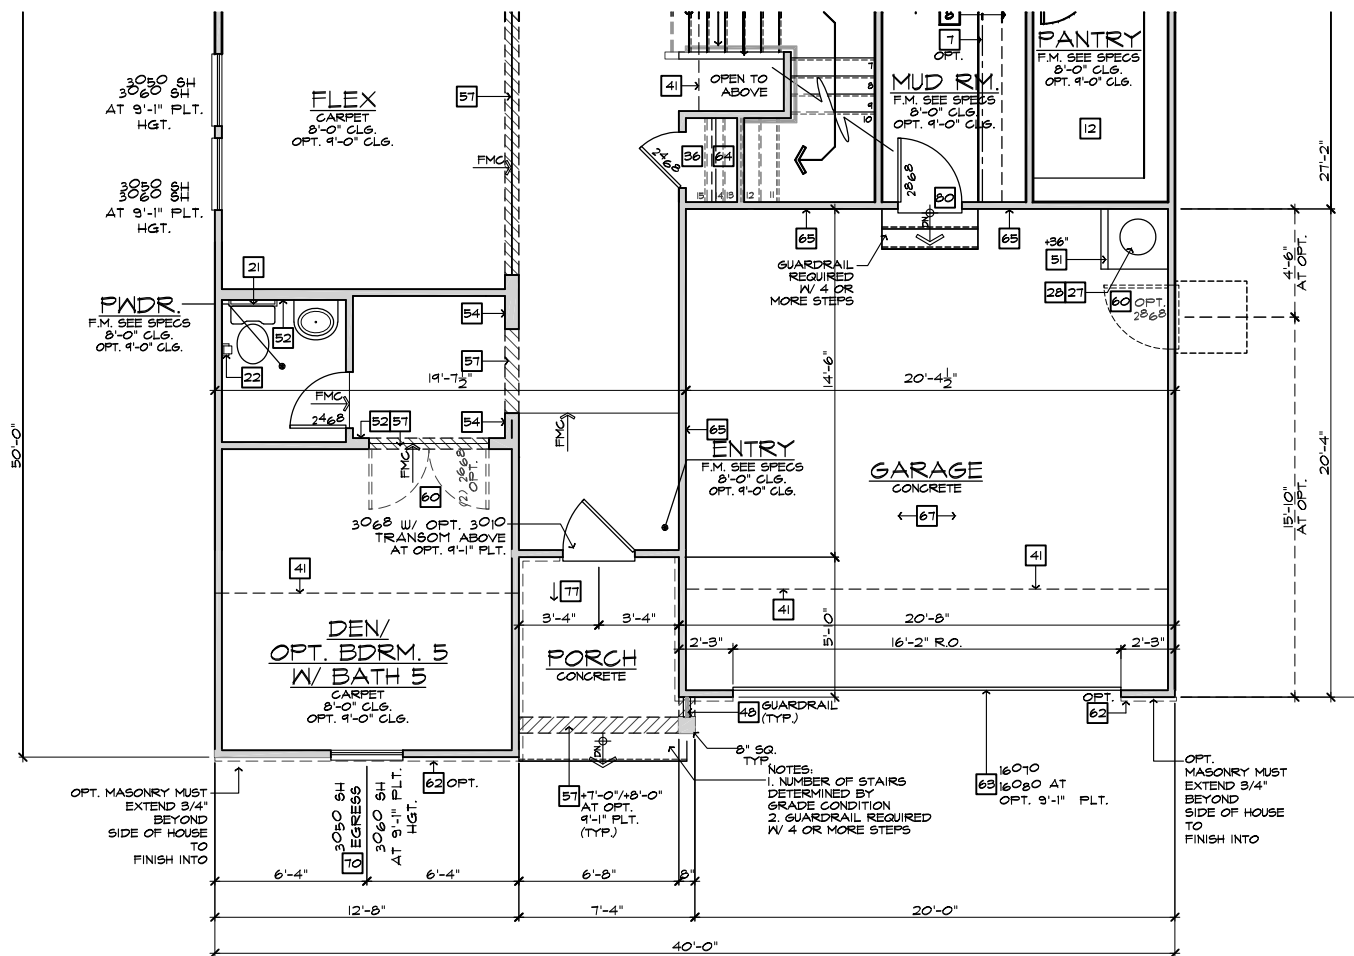 3050 SH
3060 SH
AT 9'-1" PLT.
HGT.
FLEX
CARPET
8'-0" CLG.
OPT. 9'-0" CLG.
57
41
OPEN TO
ABOVE
7
8
9
10
8
7
OPT.
MUD RM.
F.M. SEE SPECS
8'-0" CLG.
OPT. 9'-0" CLG.
PANTRY
F.M. SEE SPECS
8'-0" CLG.
OPT. 9'-0" CLG.
12
27'-2"
FMC
2468
36
64
15
14
13
12
11
2868
80
3050 SH
3060 SH
AT 9'-1" PLT.
HGT.
65
DN
65
+36"
51
GUARDRAIL
REQUIRED
W/ 4 OR
MORE STEPS
28
27
60
OPT.
2868
4'-6"
AT OPT.
21
PWDR.
F.M. SEE SPECS
8'-0" CLG.
OPT. 9'-0" CLG.
52
22
54
57
19'-7 1/2"
14'-6"
20'-4 1/2"
FMC
2468
52
57
54
FMC
65
ENTRY
F.M. SEE SPECS
8'-0" CLG.
OPT. 9'-0" CLG.
GARAGE
CONCRETE
67
50'-0"
20'-4"
15'-10"
AT OPT.
FMC
(2) 2668
OPT.
60
3068 W/ OPT. 3010
TRANSOM ABOVE
AT OPT. 9'-1" PLT.
41
77
41
41
3'-4"
3'-4"
20'-8"
5'-10"
2'-3"
16'-2" R.O.
2'-3"
DEN/
OPT. BDRM. 5
W/ BATH 5
CARPET
8'-0" CLG.
OPT. 9'-0" CLG.
PORCH
CONCRETE
48
GUARDRAIL
(TYP.)
OPT.
62
DN
8" SQ.
TYP.
62
OPT.
OPT. MASONRY MUST
EXTEND 3/4"
BEYOND
SIDE OF HOUSE
TO
FINISH INTO
3050 SH
EGRESS
3060 SH
AT 9'-1" PLT.
HGT.
70
57
+7'-0"/+8'-0"
AT OPT.
9'-1" PLT.
(TYP.)
NOTES:
1. NUMBER OF STAIRS
DETERMINED BY
GRADE CONDITION
2. GUARDRAIL REQUIRED
W/ 4 OR MORE STEPS
63
16070
16080 AT
OPT. 9'-1" PLT.
OPT.
MASONRY MUST
EXTEND 3/4"
BEYOND
SIDE OF HOUSE
TO
FINISH INTO
6'-4"
6'-4"
6'-8"
8"
12'-8"
7'-4"
20'-0"
40'-0"